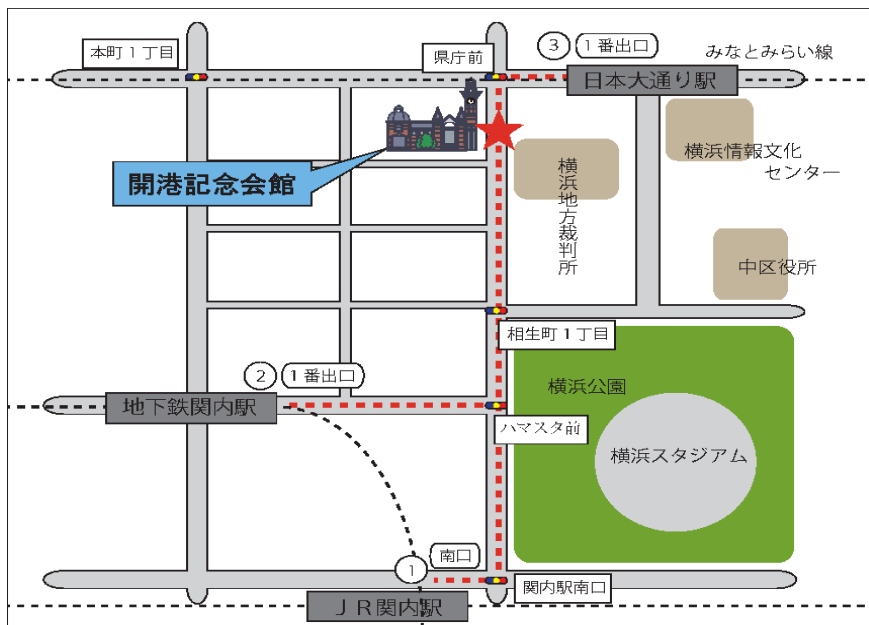 本町1丁目
県庁前
③
1番出口
みなとみらい線
日本大通り駅
開港記念会館
横浜地方裁判所
横浜情報文化
センター
中区役所
相生町1丁目
②
1番出口
地下鉄関内駅
ハマスタ前
横浜公園
横浜スタジアム
①
南口
関内駅南口
JR関内駅